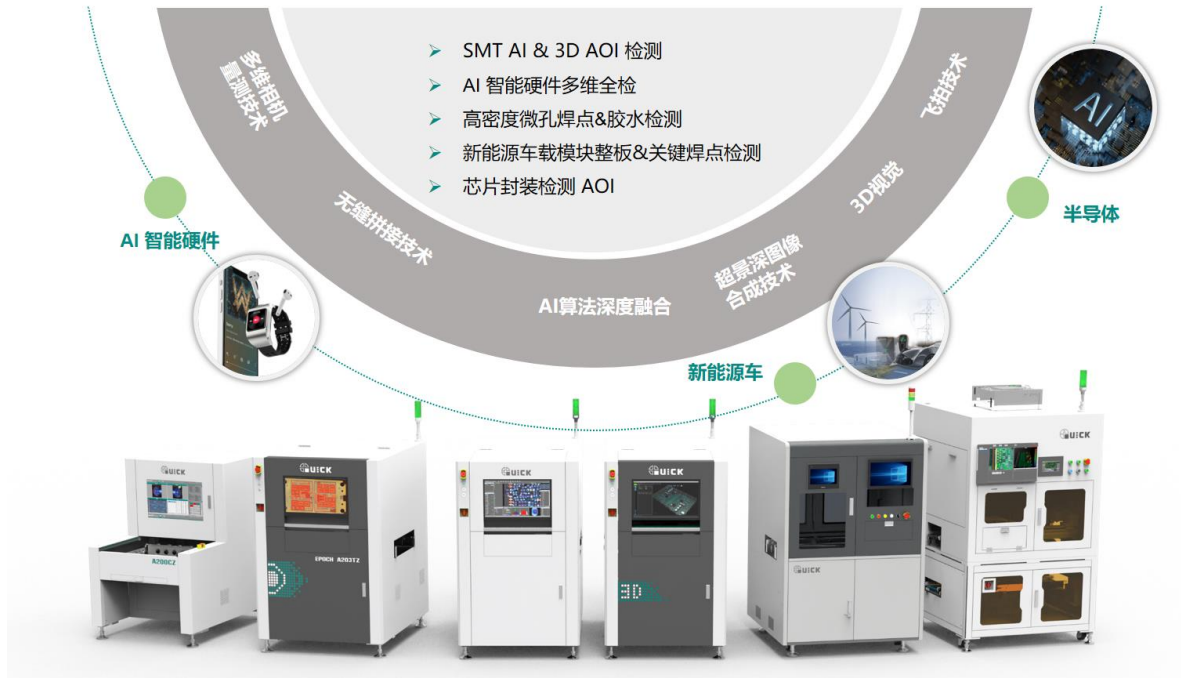 SMT AI & 3D AOI 检测
AI 智能硬件多维全检
高密度微孔焊点&胶水检测
新能源车载模块整板&关键焊点检测
芯片封装检测 AOI
多维相机
量测技术
无缝拼接技术
AI算法深度融合
超景深图像
合成技术
3D视觉
飞拍技术
AI 智能硬件
新能源车
半导体
AI
QUICK
A200CZ
QUICK
EPOCH A203TZ
QUICK
QUICK
3D
QUICK
QUICK